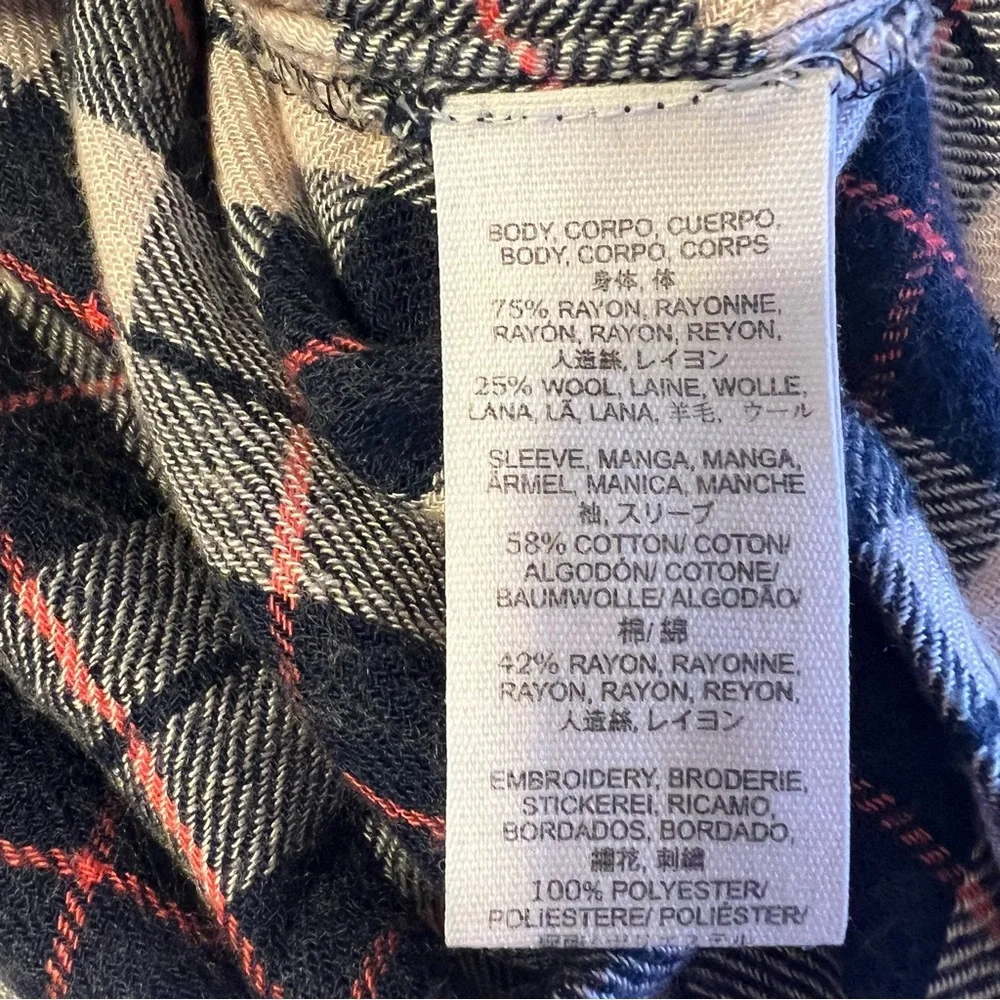 BODY, CORPO, CUERPO,
BODY, CORPO, CORPS
身体, 体
75% RAYON, RAYONNE,
RAYÓN, RAYON, REYON,
人造絲, レイヨン
25% WOOL, LAINE, WOLLE,
LANA, LÃ, LANA, 羊毛, ウール
SLEEVE, MANGA, MANGA,
ÄRMEL, MANICA, MANCHE
袖, スリーブ
58% COTTON/ COTON/
ALGODÓN/ COTONE/
BAUMWOLLE/ ALGODÃO/
棉/ 綿
42% RAYON, RAYONNE,
RAYON, RAYON, REYON,
人造絲, レイヨン
EMBROIDERY, BRODERIE,
STICKEREI, RICAMO,
BORDADOS, BORDADO,
繡花, 刺繍
100% POLYESTER/
POLIESTERE/ POLIÉSTER/